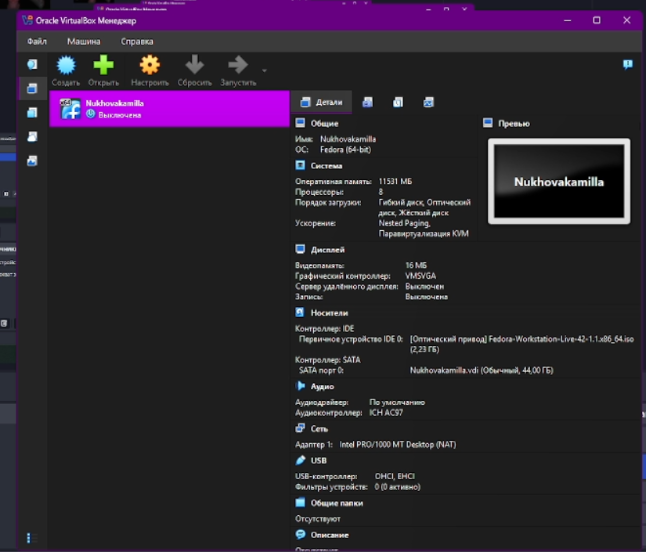 Oracle VirtualBox Менеджер
Файл Машина Справка
Создать Открыть Настроить Сбросить Запустить
Nukhovakamilla
Выключена
Детали
Общие
Имя: Nukhovakamilla
ОС: Fedora (64-bit)
Превью
Nukhovakamilla
Система
Оперативная память: 11531 МБ
Процессоры: 8
Порядок загрузки: Гибкий диск, Оптический
диск, Жёсткий диск
Ускорение: Nested Paging,
Паравиртуализация KVM
Дисплей
Видеопамять: 16 МБ
Графический контроллер: VMSVGA
Сервер удалённого дисплея: Выключен
Запись: Выключена
Носители
Контроллер: IDE
Первичное устройство IDE 0: [Оптический привод] Fedora-Workstation-Live-42-1.1.x86_64.iso
(2,23 ГБ)
Контроллер: SATA
SATA порт 0: Nukhovakamilla.vdi (Обычный, 44,00 ГБ)
Аудио
Аудиодрайвер: По умолчанию
Аудиоконтроллер: ICH AC97
Сеть
Адаптер 1: Intel PRO/1000 MT Desktop (NAT)
USB
USB-контроллер: OHCI, EHCI
Фильтры устройств: 0 (0 активно)
Общие папки
Отсутствуют
Описание